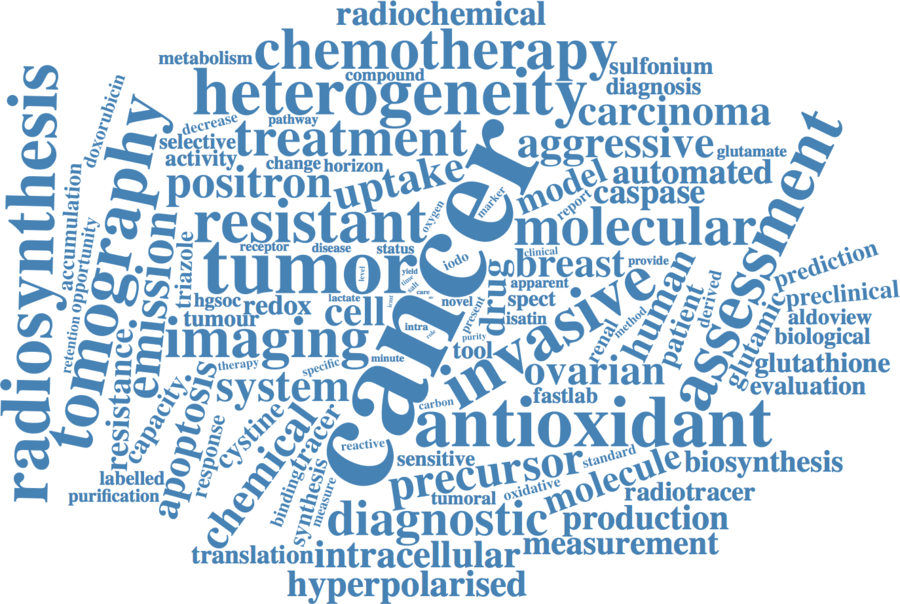 radiochemical
metabolism
chemotherapy
compound
sulfonium
heterogeneity
diagnosis
doxorubicin
decrease
pathway
carcinoma
selective
treatment
aggressive
glutamate
activity
change
horizon
positron
uptake
model
automated
report
caspase
marker
oxygen
radiosynthesis
tomography
accumulation
opportunity
retention
emission
triazole
resistant
molecular
assessment
receptor
disease
status
cancer
iodo
clinical
breast
provide
tumor
level
yield
time
salt
care
drug
apparent
human
prediction
hgsoc
redox
lactate
cell
novel
present
spect
invasive
patient
derived
preclinical
tumour
intra
isatin
purity
method
renal
glutamic
aldoview
biological
imaging
minute
tool
ovarian
glutathione
therapy
specific
system
fastlab
evaluation
resistance
capacity
apoptosis
response
cystine
chemical
tracer
binding
synthesis
measure
reactive
carbon
antioxidant
labelled
purification
sensitive
precursor
standard
molecule
biosynthesis
tumoral
oxidative
radiotracer
diagnostic
production
translation
intracellular
measurement
hyperpolarised